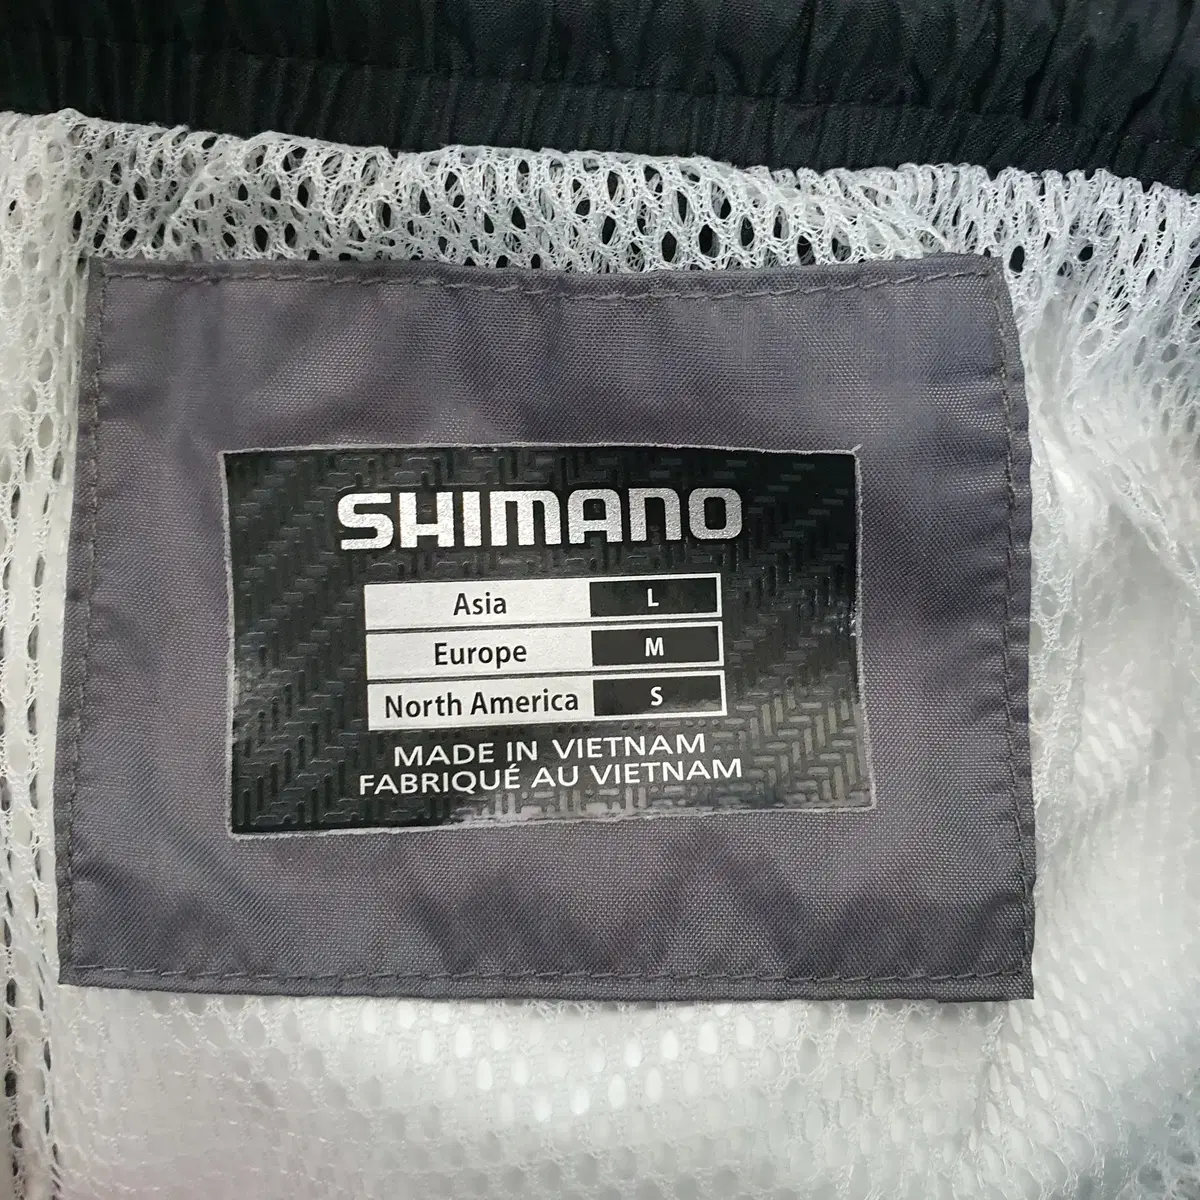 SHIMANO
Asia L
Europe M
North America S
MADE IN VIETNAM
FABRIQUÉ AU VIETNAM